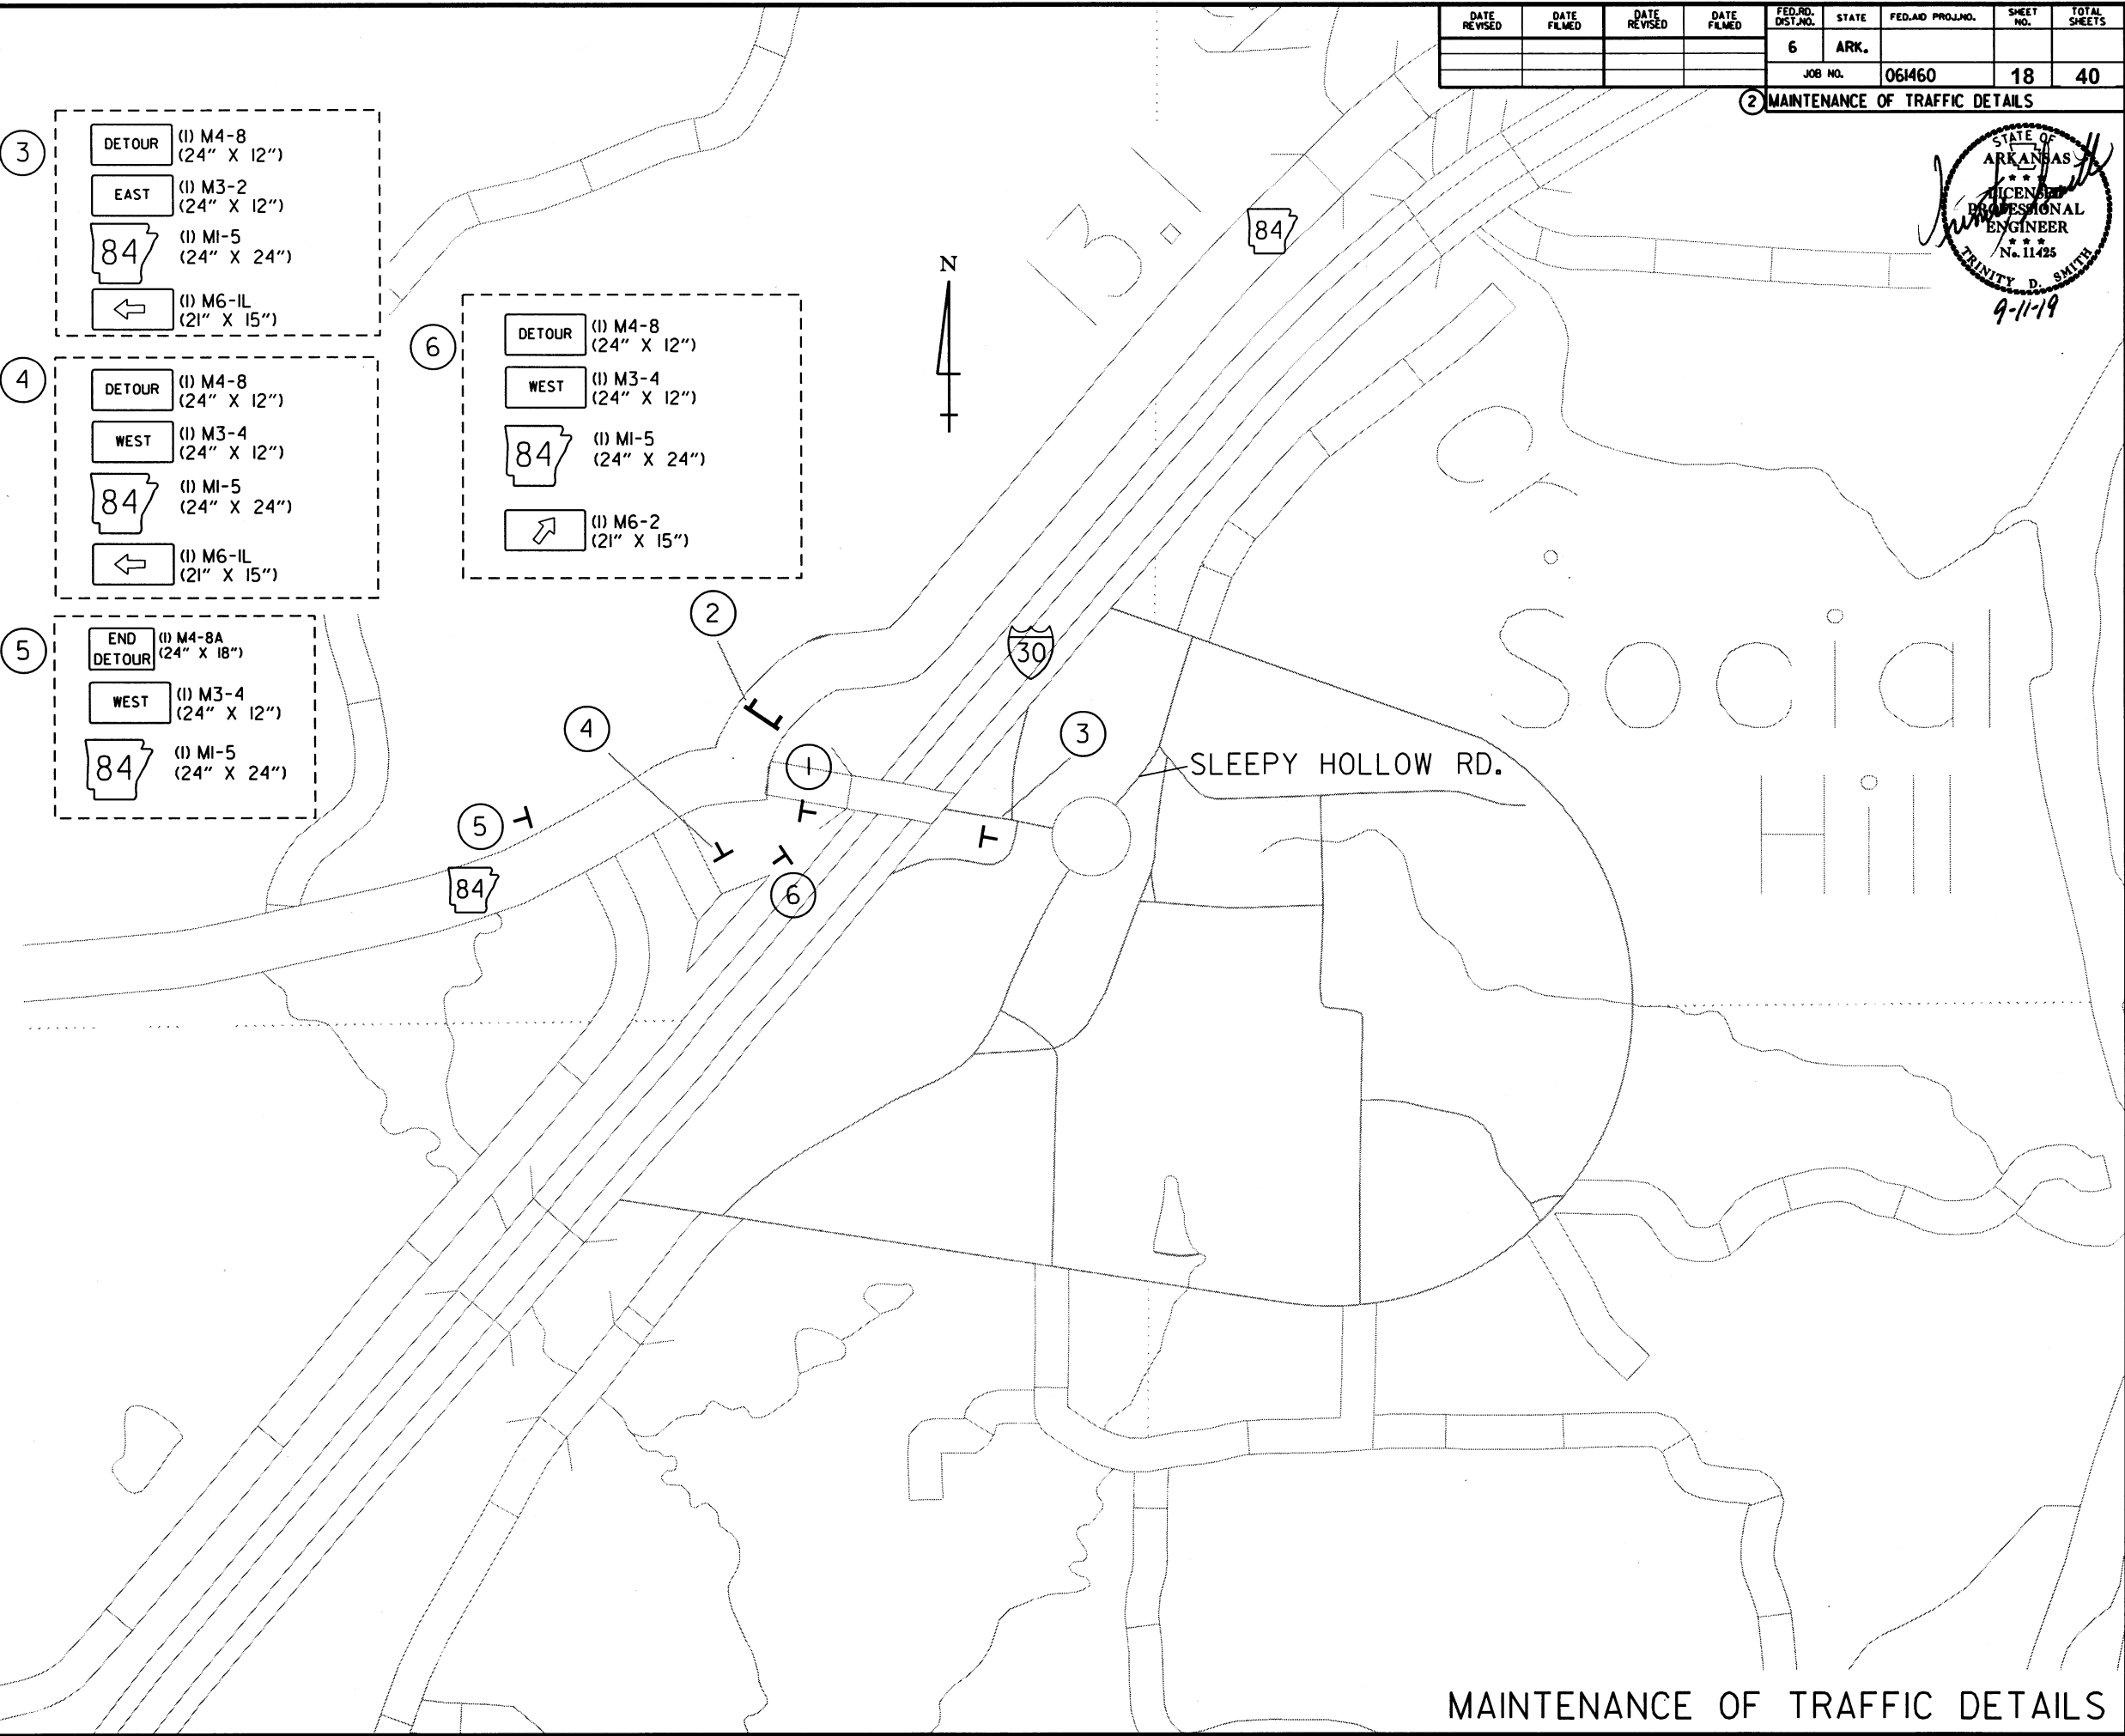 DATE REVISED
DATE FILMED
DATE REVISED
DATE FILMED
FED.RD. DIST.NO.
STATE
FED.AID PROJ.NO.
SHEET NO.
TOTAL SHEETS
6
ARK.
JOB NO.
061460
18
40
2 MAINTENANCE OF TRAFFIC DETAILS
STATE OF
ARKANSAS
LICENSED
PROFESSIONAL
ENGINEER
No. 11425
TRINITY D. SMITH
9-11-19
3
DETOUR (1) M4-8
(24" X 12")
EAST (1) M3-2
(24" X 12")
84 (1) M1-5
(24" X 24")
(1) M6-1L
(21" X 15")
4
DETOUR (1) M4-8
(24" X 12")
WEST (1) M3-4
(24" X 12")
84 (1) M1-5
(24" X 24")
(1) M6-1L
(21" X 15")
5
END DETOUR (1) M4-8A
(24" X 18")
WEST (1) M3-4
(24" X 12")
84 (1) M1-5
(24" X 24")
6
DETOUR (1) M4-8
(24" X 12")
WEST (1) M3-4
(24" X 12")
84 (1) M1-5
(24" X 24")
(1) M6-2
(21" X 15")
N
13.1
84
Cr.
Social
Hill
30
2
4
1
3
SLEEPY HOLLOW RD.
5
84
6
MAINTENANCE OF TRAFFIC DETAILS